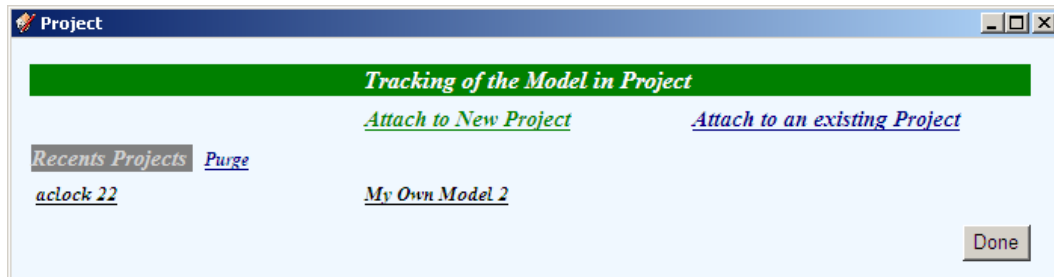 Project
Tracking of the Model in Project
Attach to New Project Attach to an existing Project
Recents Projects Purge
aclock 22 My Own Model 2
Done